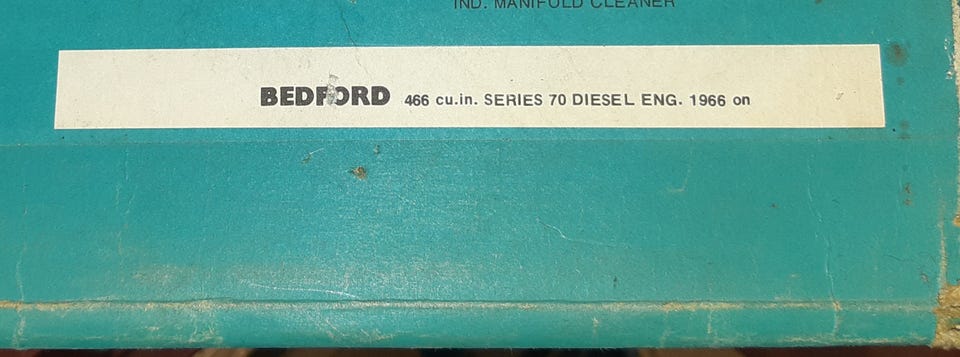 IND. MANIFOLD CLEANER
BEDFORD 466 cu.in. SERIES 70 DIESEL ENG. 1966 on